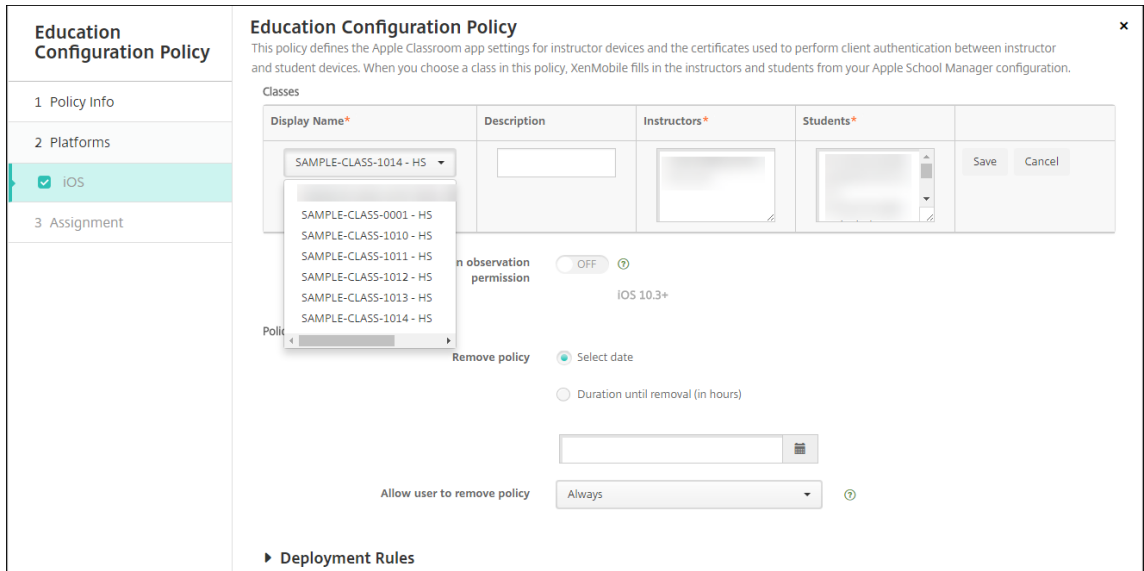 Education
Configuration Policy
1 Policy Info
2 Platforms
iOS
3 Assignment
Education Configuration Policy
×
This policy defines the Apple Classroom app settings for instructor devices and the certificates used to perform client authentication between instructor
and student devices. When you choose a class in this policy, XenMobile fills in the instructors and students from your Apple School Manager configuration.
Classes
Display Name* Description Instructors* Students*
SAMPLE-CLASS-1014 - HS Save Cancel
SAMPLE-CLASS-0001 - HS
SAMPLE-CLASS-1010 - HS
SAMPLE-CLASS-1011 - HS
SAMPLE-CLASS-1012 - HS
SAMPLE-CLASS-1013 - HS
SAMPLE-CLASS-1014 - HS
observation
permission
OFF ?
iOS 10.3+
Remove policy Select date
Duration until removal (in hours)
Allow user to remove policy Always ?
Deployment Rules